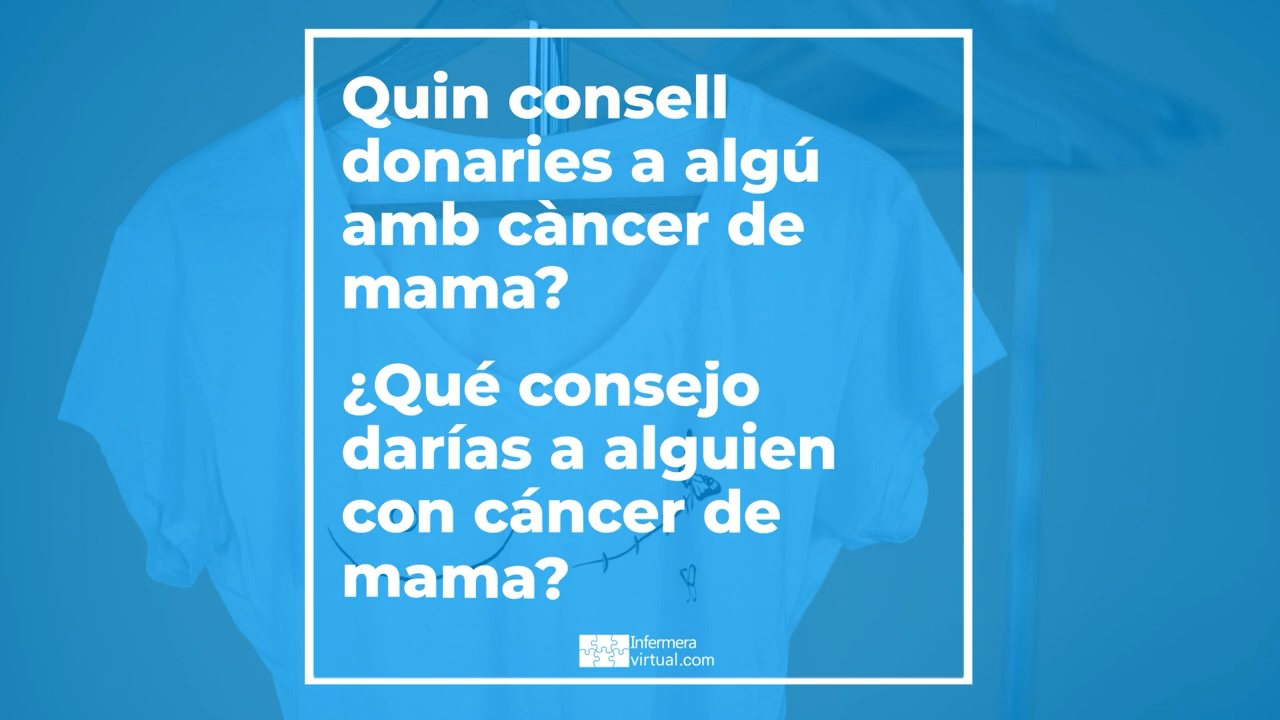 Quin consell
donaries a algú
amb càncer de
mama?
¿Qué consejo
darías a alguien
con cáncer de
mama?
Infermera
virtual.com